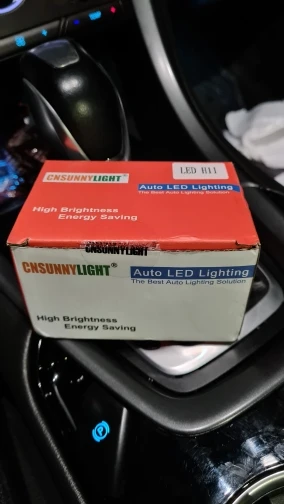 LED H11
CNSUNNYLIGHT
Auto LED Lighting
The Best Auto Lighting Solution
High Brightness
Energy Saving
CNSUNNYLIGHT
CNSUNNYLIGHT®
Auto LED Lighting
The Best Auto Lighting Solution
High Brightness
Energy Saving